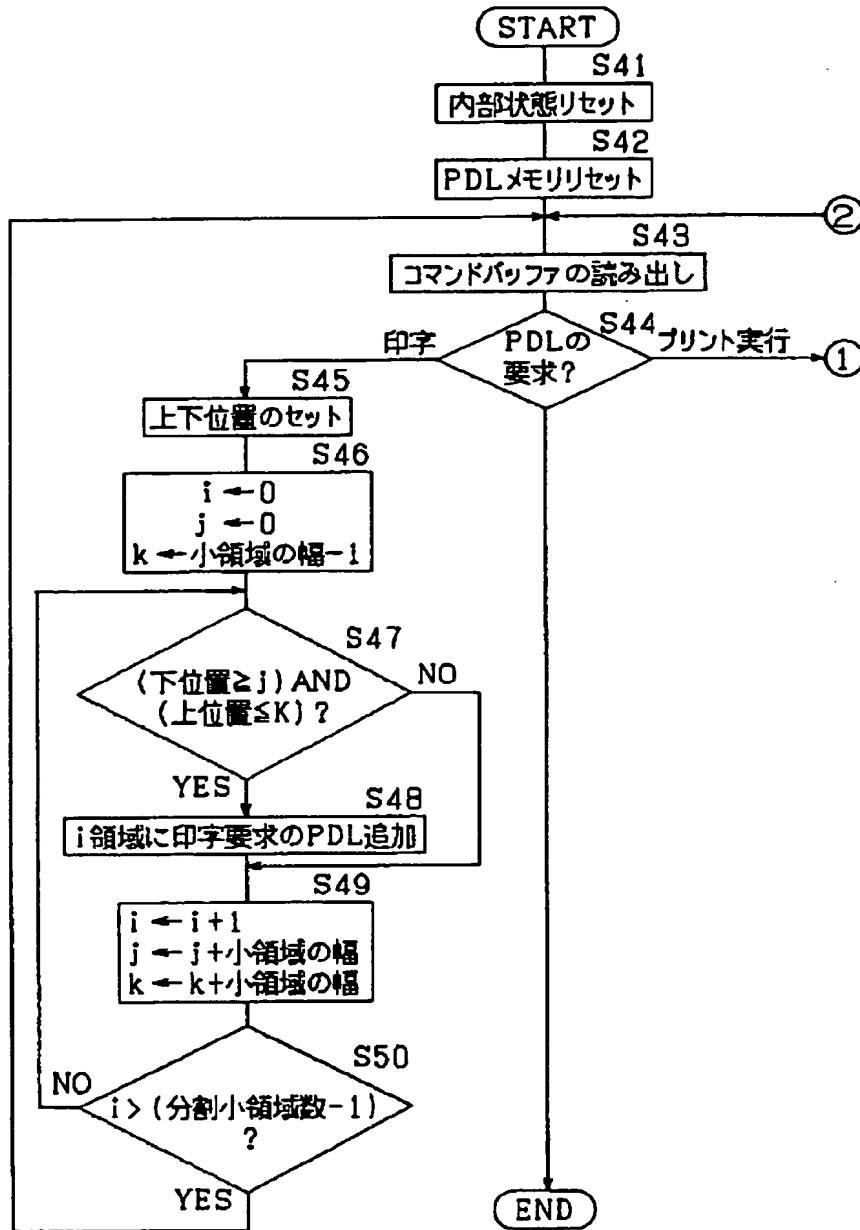 START
S41
内部状態リセット
S42
PDLメモリリセット
②
S43
コマンドバッファの読み出し
S44
印字
PDLの
要求?
プリント実行
①
S45
上下位置のセット
S46
i ← 0
j ← 0
k ← 小領域の幅-1
S47
(下位置≧j) AND
(上位置≦K) ?
NO
YES
S48
i領域に印字要求のPDL追加
S49
i ← i+1
j ← j+小領域の幅
k ← k+小領域の幅
S50
NO
i > (分割小領域数-1)
?
YES
END